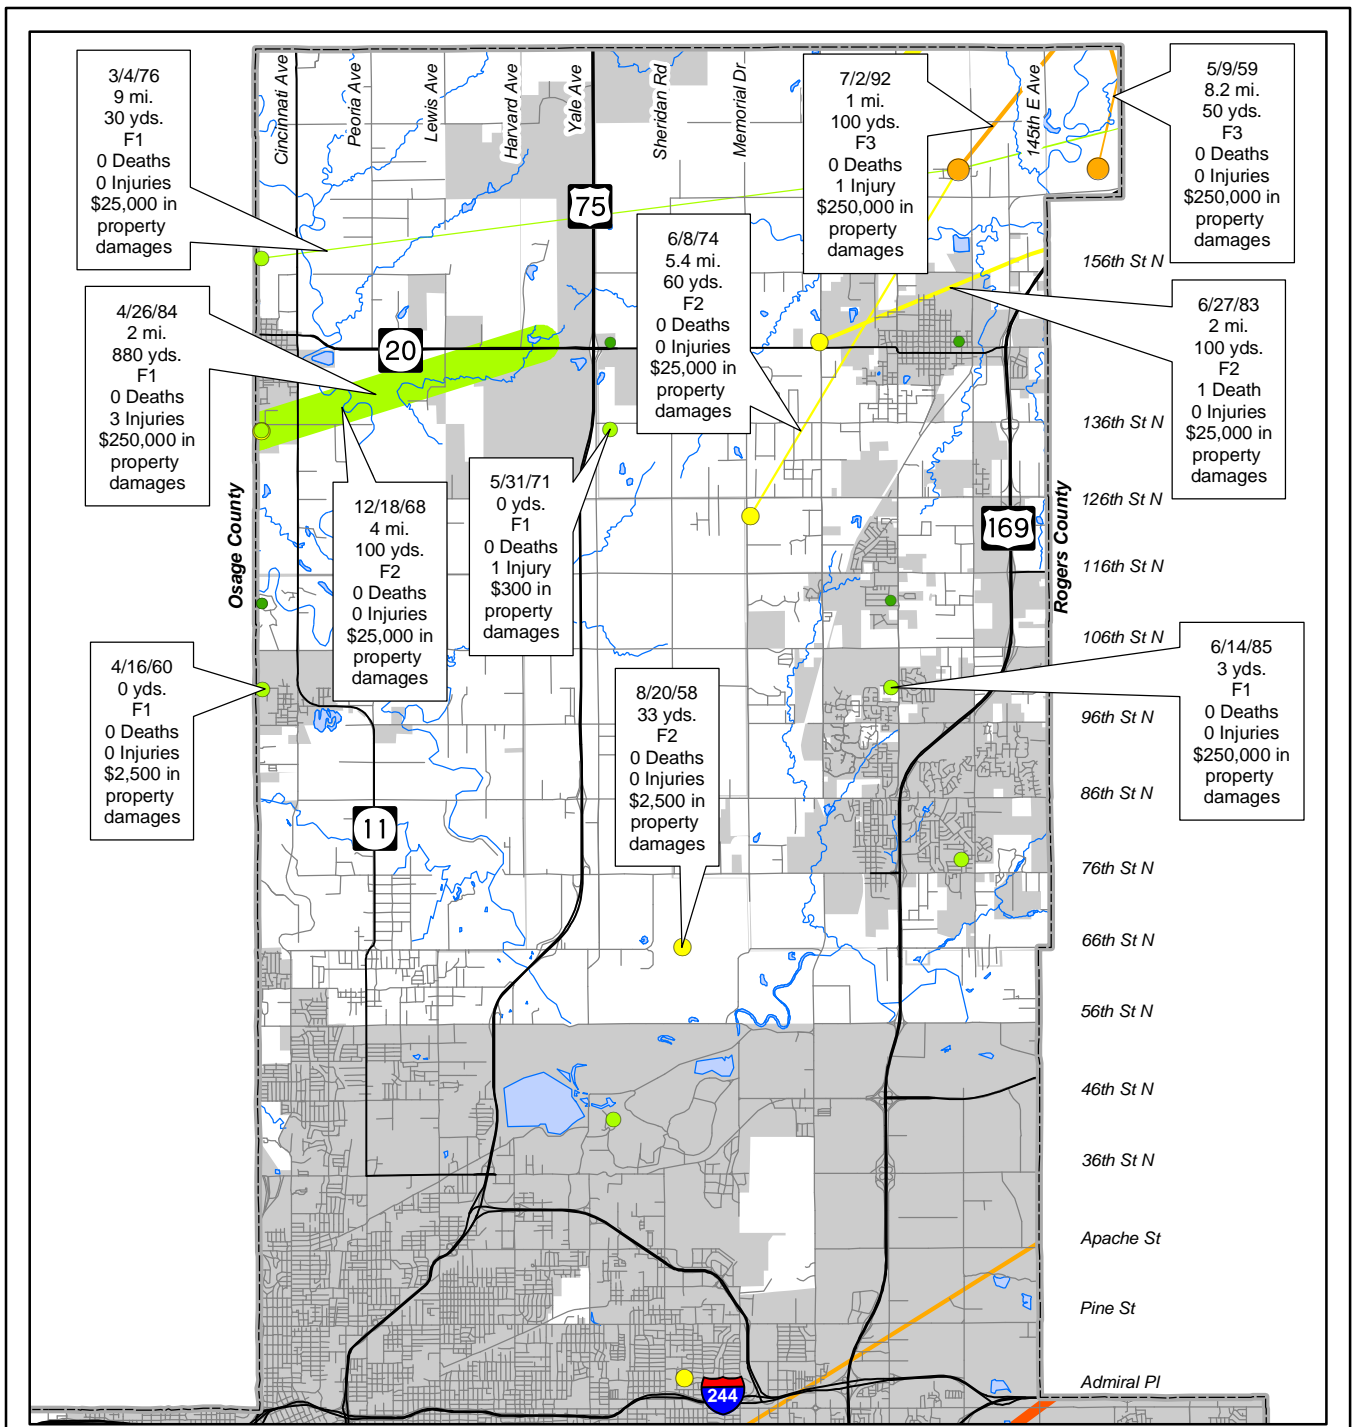 Cincinnati Ave
Peoria Ave
Lewis Ave
Harvard Ave
Yale Ave
Sheridan Rd
Memorial Dr
145th E Ave
3/4/76
9 mi.
30 yds.
F1
0 Deaths
0 Injuries
$25,000 in
property
damages
7/2/92
1 mi.
100 yds.
F3
0 Deaths
1 Injury
$250,000 in
property
damages
5/9/59
8.2 mi.
50 yds.
F3
0 Deaths
0 Injuries
$250,000 in
property
damages
75
6/8/74
5.4 mi.
60 yds.
F2
0 Deaths
0 Injuries
$25,000 in
property
damages
156th St N
4/26/84
2 mi.
880 yds.
F1
0 Deaths
3 Injuries
$250,000 in
property
damages
20
6/27/83
2 mi.
100 yds.
F2
1 Death
0 Injuries
$25,000 in
property
damages
136th St N
12/18/68
4 mi.
100 yds.
F2
0 Deaths
0 Injuries
$25,000 in
property
damages
5/31/71
0 yds.
F1
0 Deaths
1 Injury
$300 in
property
damages
126th St N
169
Osage County
Rogers County
116th St N
106th St N
4/16/60
0 yds.
F1
0 Deaths
0 Injuries
$2,500 in
property
damages
8/20/58
33 yds.
F2
0 Deaths
0 Injuries
$2,500 in
property
damages
6/14/85
3 yds.
F1
0 Deaths
0 Injuries
$250,000 in
property
damages
96th St N
86th St N
11
76th St N
66th St N
56th St N
46th St N
36th St N
Apache St
Pine St
Admiral Pl
244